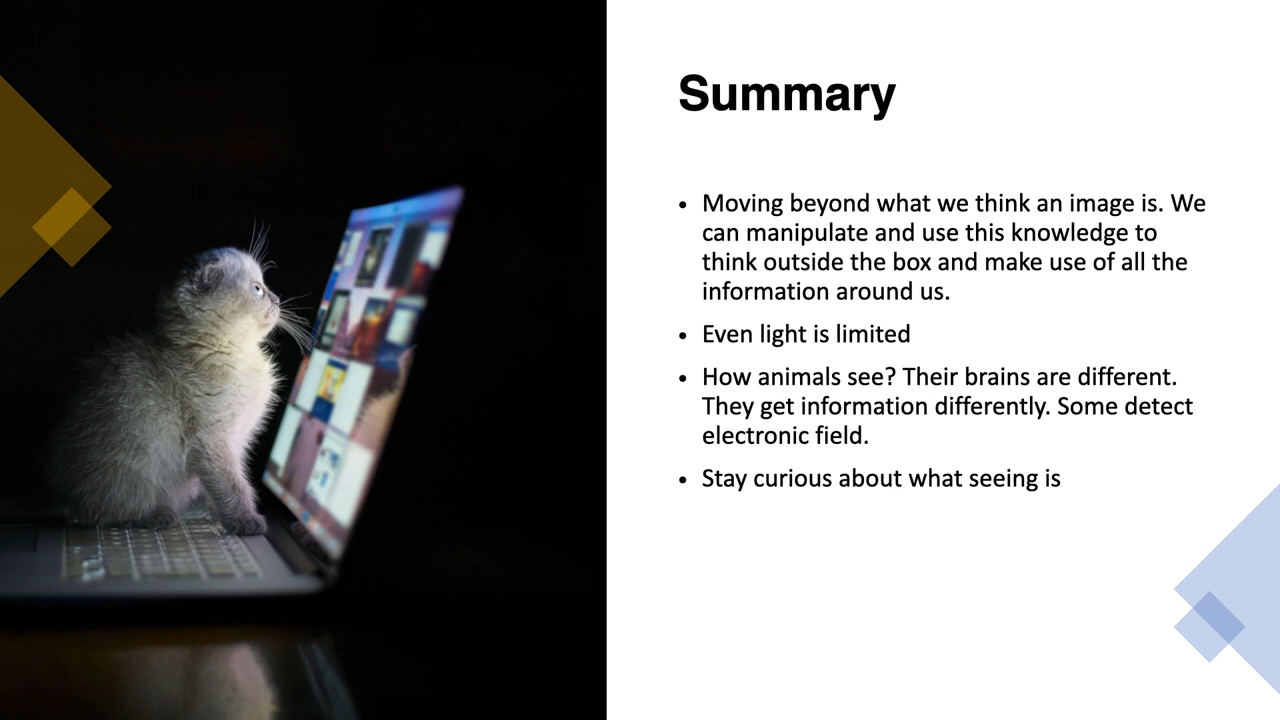 Summary
• Moving beyond what we think an image is. We
can manipulate and use this knowledge to
think outside the box and make use of all the
information around us.
• Even light is limited
• How animals see? Their brains are different.
They get information differently. Some detect
electronic field.
• Stay curious about what seeing is